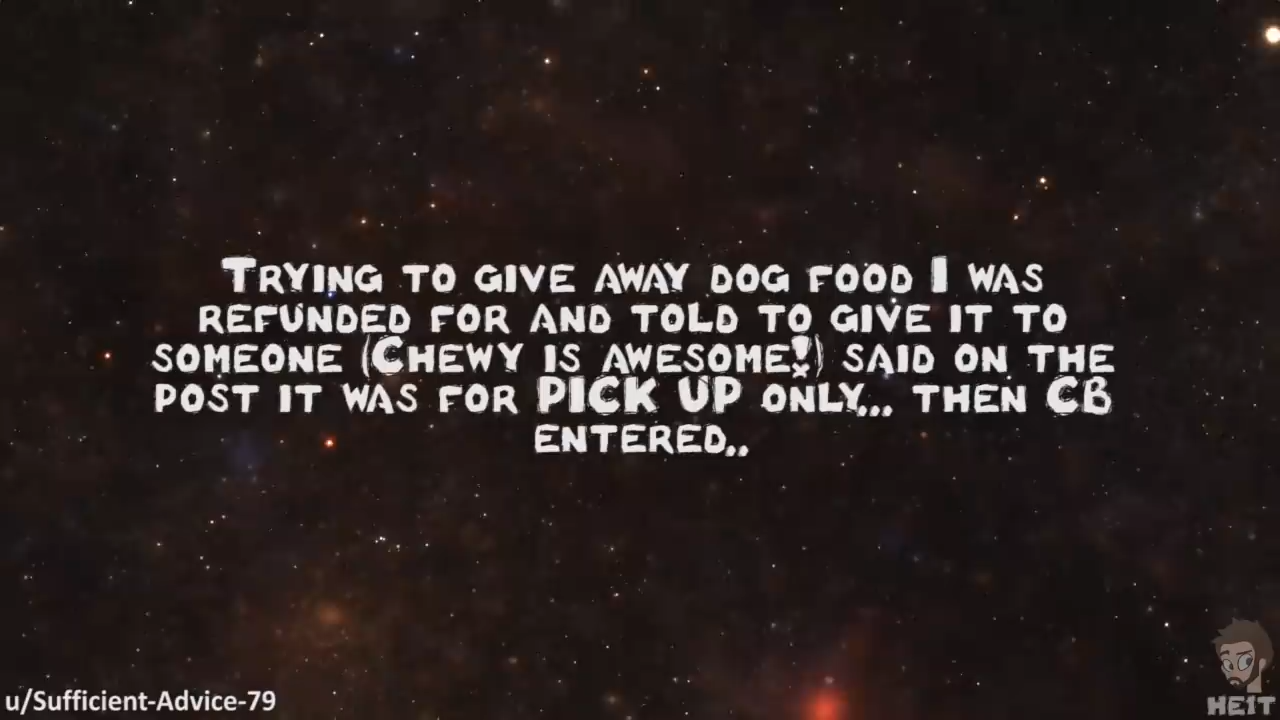 Trying to give away dog food I was
refunded for and told to give it to
someone (Chewy is awesome!) said on the
post it was for PICK UP only... then CB
entered..
u/Sufficient-Advice-79
HE1T